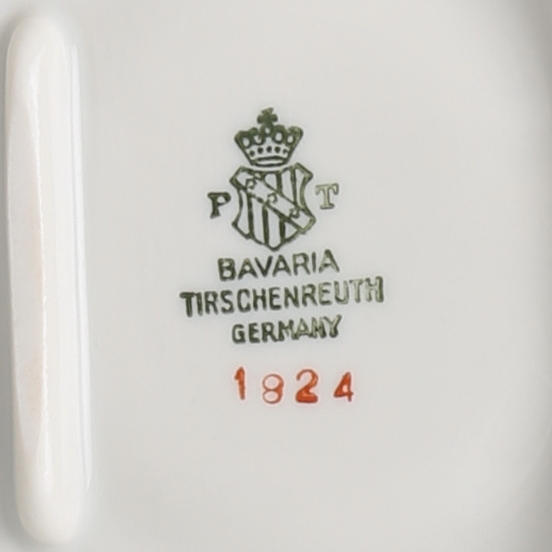 P T
BAVARIA
TIRSCHENREUTH
GERMANY
1824